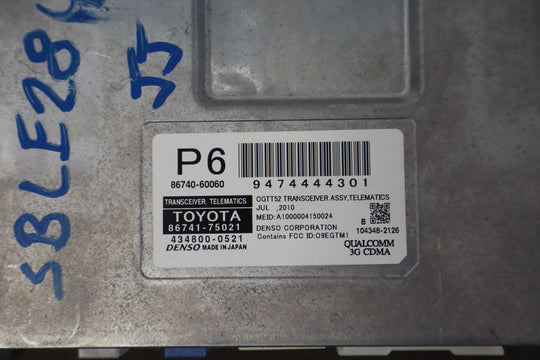 SBLE28
JJ
P6
86740-60060
9474444301
TRANSCEIVER, TELEMATICS
TOYOTA
86741-75021
434800-0521
DENSO MADE IN JAPAN
OGTT52 TRANSCEIVER ASSY,TELEMATICS
JUL ,2010
MEID:A1000004150024
DENSO CORPORATION
Contains FCC ID:O9EGTM1
B
104348-2126
QUALCOMM
3G CDMA